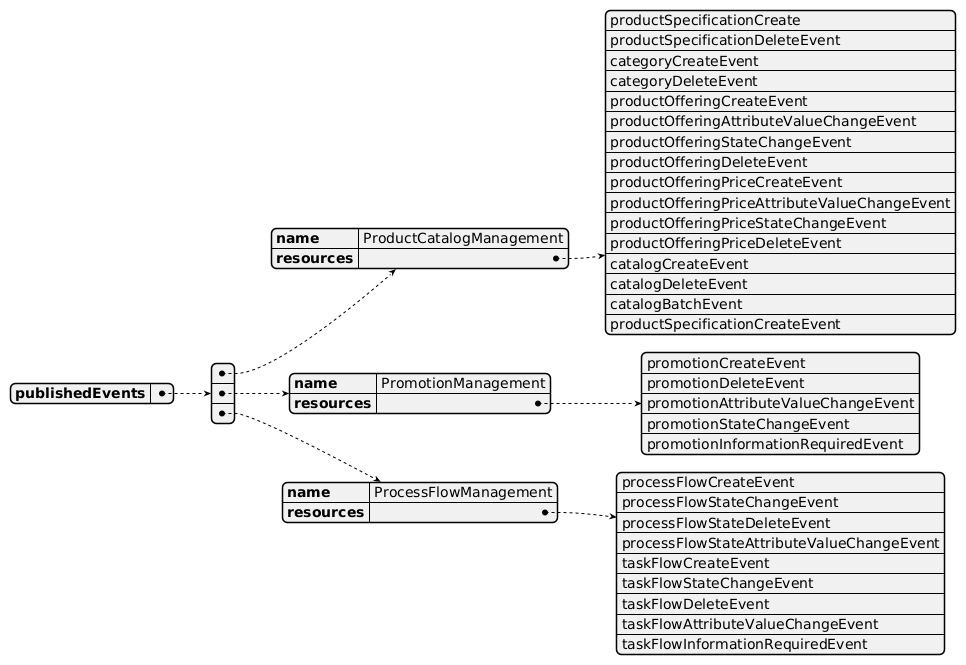 publishedEvents
name ProductCatalogManagement
resources
productSpecificationCreate
productSpecificationDeleteEvent
categoryCreateEvent
categoryDeleteEvent
productOfferingCreateEvent
productOfferingAttributeValueChangeEvent
productOfferingStateChangeEvent
productOfferingDeleteEvent
productOfferingPriceCreateEvent
productOfferingPriceAttributeValueChangeEvent
productOfferingPriceStateChangeEvent
productOfferingPriceDeleteEvent
catalogCreateEvent
catalogDeleteEvent
catalogBatchEvent
productSpecificationCreateEvent
name PromotionManagement
resources
promotionCreateEvent
promotionDeleteEvent
promotionAttributeValueChangeEvent
promotionStateChangeEvent
promotionInformationRequiredEvent
name ProcessFlowManagement
resources
processFlowCreateEvent
processFlowStateChangeEvent
processFlowStateDeleteEvent
processFlowStateAttributeValueChangeEvent
taskFlowCreateEvent
taskFlowStateChangeEvent
taskFlowDeleteEvent
taskFlowAttributeValueChangeEvent
taskFlowInformationRequiredEvent